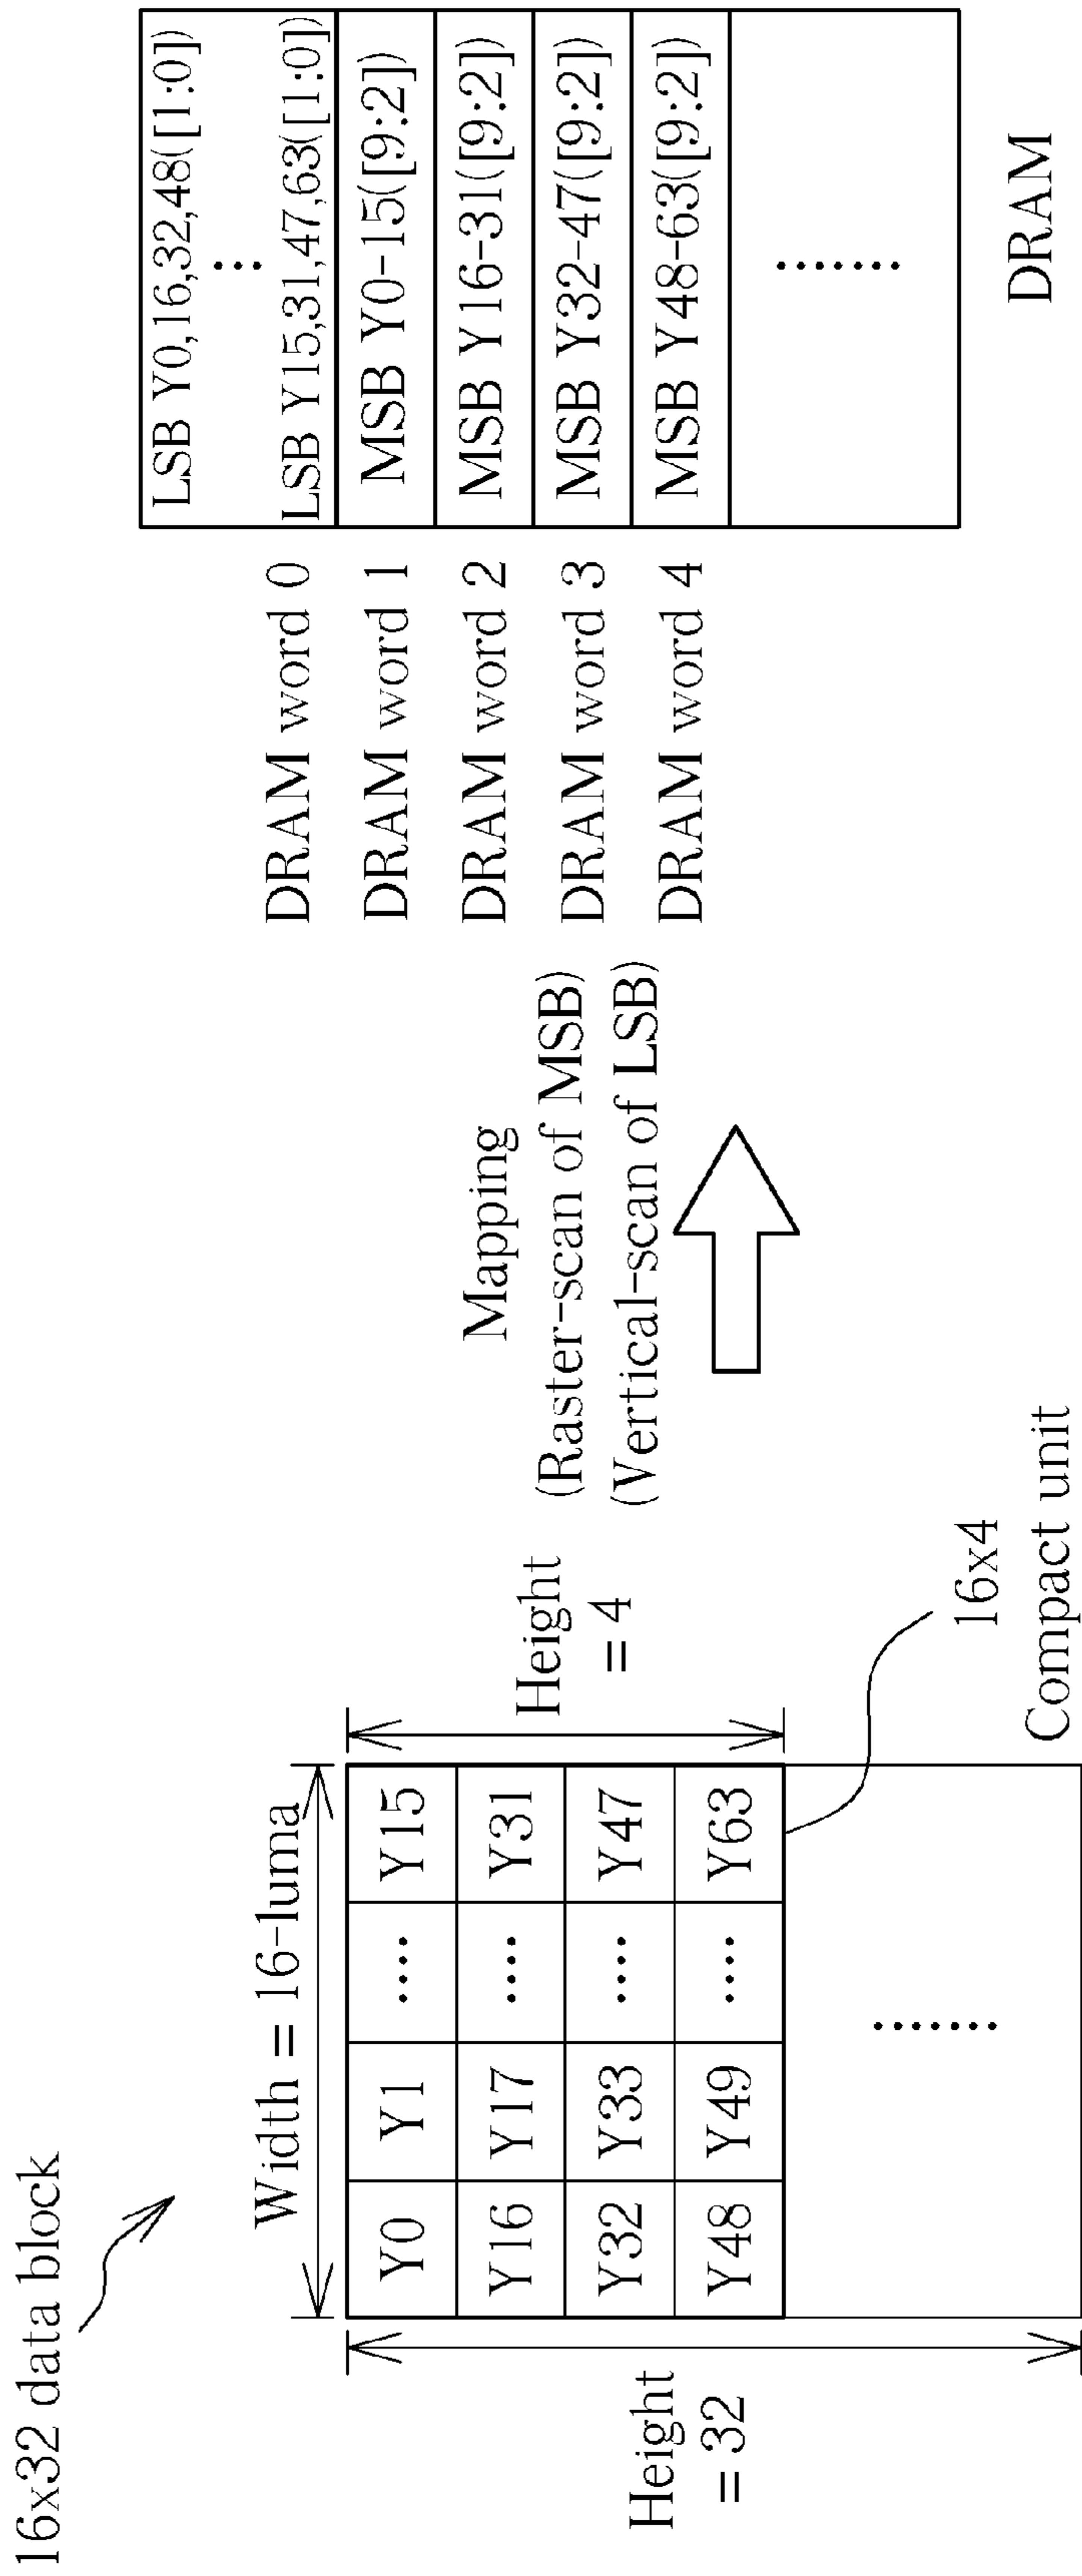 16x32 data block
Width = 16-luma
Height
= 32
Y0 Y1 .... Y15
Y16 Y17 .... Y31
Y32 Y33 .... Y47
Y48 Y49 .... Y63
.......
Height
= 4
16x4
Compact unit
Mapping
(Raster-scan of MSB)
(Vertical-scan of LSB)
DRAM word 0
DRAM word 1
DRAM word 2
DRAM word 3
DRAM word 4
LSB Y0,16,32,48([1:0])
...
LSB Y15,31,47,63([1:0])
MSB Y0-15([9:2])
MSB Y16-31([9:2])
MSB Y32-47([9:2])
MSB Y48-63([9:2])
.......
DRAM